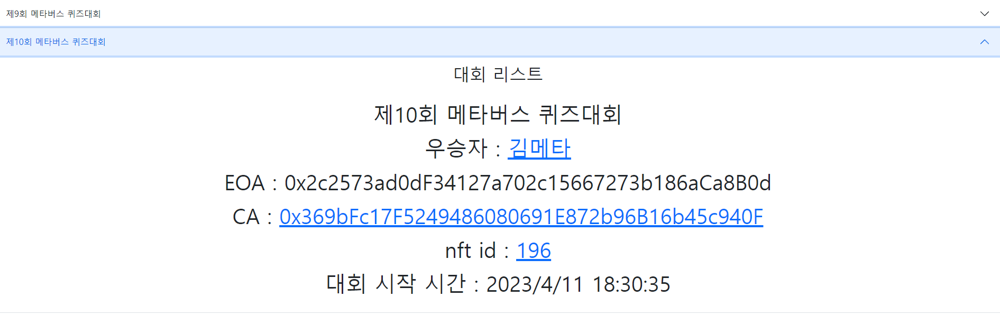 제9회 메타버스 퀴즈대회
제10회 메타버스 퀴즈대회
대회 리스트
제10회 메타버스 퀴즈대회
우승자 : 김메타
EOA : 0x2c2573ad0dF34127a702c15667273b186aCa8B0d
CA : 0x369bFc17F5249486080691E872b96B16b45c940F
nft id : 196
대회 시작 시간 : 2023/4/11 18:30:35